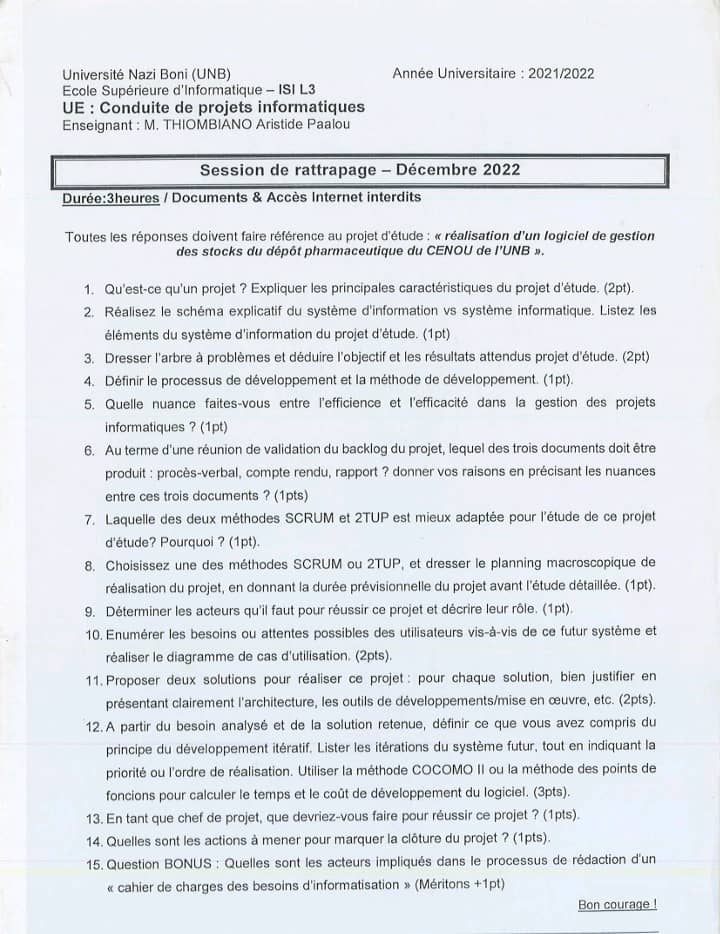 Université Nazi Boni (UNB) Année Universitaire : 2021/2022
Ecole Supérieure d'Informatique – ISI L3
UE : Conduite de projets informatiques
Enseignant : M. THIOMBIANO Aristide Paalou
Session de rattrapage – Décembre 2022
Durée:3heures / Documents & Accès Internet interdits
Toutes les réponses doivent faire référence au projet d'étude : « réalisation d'un logiciel de gestion
des stocks du dépôt pharmaceutique du CENOU de l'UNB ».
1. Qu'est-ce qu'un projet ? Expliquer les principales caractéristiques du projet d'étude. (2pt).
2. Réalisez le schéma explicatif du système d'information vs système informatique. Listez les
éléments du système d'information du projet d'étude. (1pt)
3. Dresser l'arbre à problèmes et déduire l'objectif et les résultats attendus projet d'étude. (2pt)
4. Définir le processus de développement et la méthode de développement. (1pt).
5. Quelle nuance faites-vous entre l'efficience et l'efficacité dans la gestion des projets
informatiques ? (1pt)
6. Au terme d'une réunion de validation du backlog du projet, lequel des trois documents doit être
produit : procès-verbal, compte rendu, rapport ? donner vos raisons en précisant les nuances
entre ces trois documents ? (1pts)
7. Laquelle des deux méthodes SCRUM et 2TUP est mieux adaptée pour l'étude de ce projet
d'étude? Pourquoi ? (1pt).
8. Choisissez une des méthodes SCRUM ou 2TUP, et dresser le planning macroscopique de
réalisation du projet, en donnant la durée prévisionnelle du projet avant l'étude détaillée. (1pt).
9. Déterminer les acteurs qu'il faut pour réussir ce projet et décrire leur rôle. (1pt).
10. Enumérer les besoins ou attentes possibles des utilisateurs vis-à-vis de ce futur système et
réaliser le diagramme de cas d'utilisation. (2pts).
11. Proposer deux solutions pour réaliser ce projet : pour chaque solution, bien justifier en
présentant clairement l'architecture, les outils de développements/mise en œuvre, etc. (2pts).
12. A partir du besoin analysé et de la solution retenue, définir ce que vous avez compris du
principe du développement itératif. Lister les itérations du système futur, tout en indiquant la
priorité ou l'ordre de réalisation. Utiliser la méthode COCOMO II ou la méthode des points de
foncions pour calculer le temps et le coût de développement du logiciel. (3pts).
13. En tant que chef de projet, que devriez-vous faire pour réussir ce projet ? (1pts).
14. Quelles sont les actions à mener pour marquer la clôture du projet ? (1pts).
15. Question BONUS : Quelles sont les acteurs impliqués dans le processus de rédaction d'un
« cahier de charges des besoins d'informatisation » (Méritons +1pt)
Bon courage !